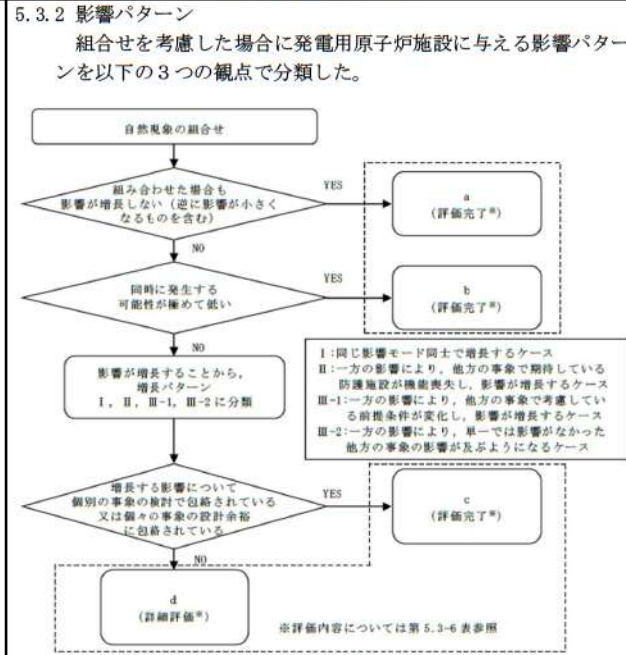 5.3.2 影響パターン
組合せを考慮した場合に発電用原子炉施設に与える影響パター
ンを以下の3つの観点で分類した。
自然現象の組合せ
組み合わせた場合も
影響が増長しない（逆に影響が小さく
なるものを含む）
YES
a
（評価完了※）
NO
同時に発生する
可能性が極めて低い
YES
b
（評価完了※）
NO
影響が増長することから，
増長パターン
Ⅰ，Ⅱ，Ⅲ-1，Ⅲ-2 に分類
Ⅰ：同じ影響モード同士で増長するケース
Ⅱ：一方の影響により，他方の事象で期待している
防護施設が機能喪失し，影響が増長するケース
Ⅲ-1：一方の影響により，他方の事象で考慮してい
る前提条件が変化し，影響が増長するケース
Ⅲ-2：一方の影響により，単一では影響がなかった
他方の事象の影響が及ぶようになるケース
増長する影響について
個別の事象の検討で包絡されている
又は個々の事象の設計余裕
に包絡されている
YES
c
（評価完了※）
NO
d
（詳細評価※）
※評価内容については第 5.3-6 表参照